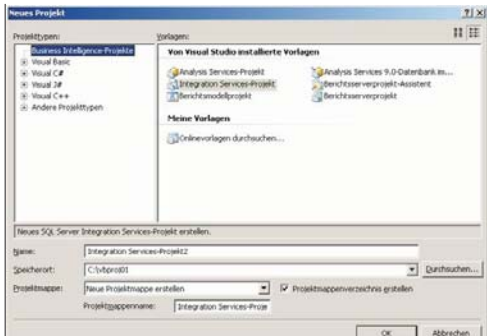 Neues Projekt
Projekttypen:
Vorlagen:
Business Intelligence-Projekte
Visual Basic
Visual C#
Visual J#
Visual C++
Andere Projekttypen
Von Visual Studio installierte Vorlagen
Analysis Services-Projekt
Integration Services-Projekt
Berichtsmodellprojekt
Analysis Services 9.0-Datenbank im...
Berichtsserverprojekt-Assistent
Berichtsserverprojekt
Meine Vorlagen
Onlinevorlagen durchsuchen...
Neues SQL Server Integration Services-Projekt erstellen.
Name:
Integration Services-Projekt2
Speicherort:
C:\vbproj01
Durchsuchen...
Projektmappe:
Neue Projektmappe erstellen
Projektmappenverzeichnis erstellen
Projektmappenname:
Integration Services-Proje
OK
Abbrechen